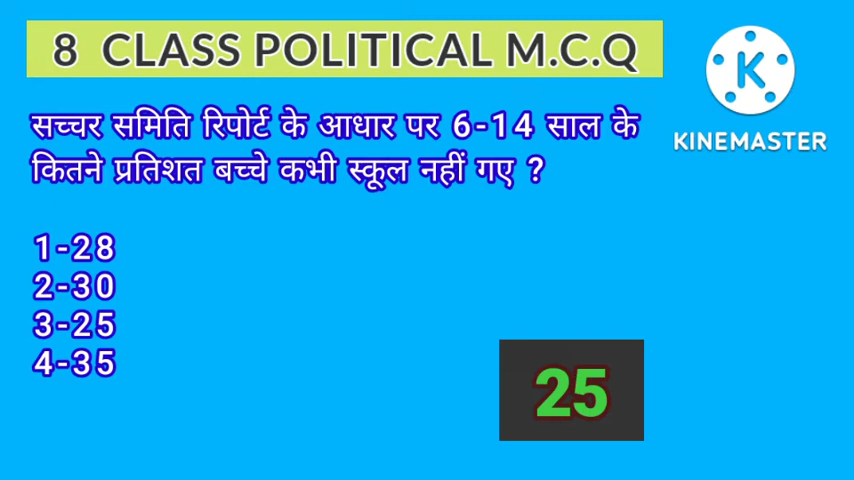 8 CLASS POLITICAL M.C.Q
KINEMASTER
सच्चर समिति रिपोर्ट के आधार पर 6-14 साल के
कितने प्रतिशत बच्चे कभी स्कूल नहीं गए ?
1-28
2-30
3-25
4-35
25